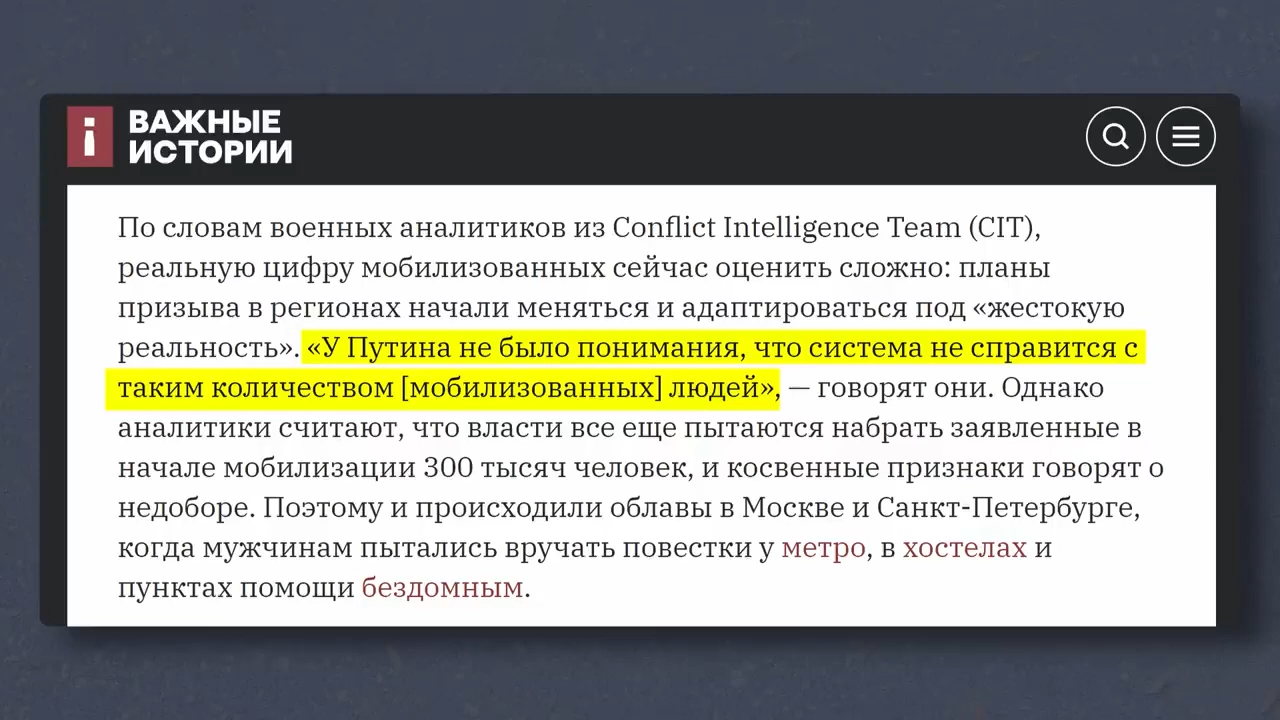 ВАЖНЫЕ
ИСТОРИИ
По словам военных аналитиков из Conflict Intelligence Team (CIT),
реальную цифру мобилизованных сейчас оценить сложно: планы
призыва в регионах начали меняться и адаптироваться под «жестокую
реальность». «У Путина не было понимания, что система не справится с
таким количеством [мобилизованных] людей», — говорят они. Однако
аналитики считают, что власти все еще пытаются набрать заявленные в
начале мобилизации 300 тысяч человек, и косвенные признаки говорят о
недоборе. Поэтому и происходили облавы в Москве и Санкт-Петербурге,
когда мужчинам пытались вручать повестки у метро, в хостелах и
пунктах помощи бездомным.